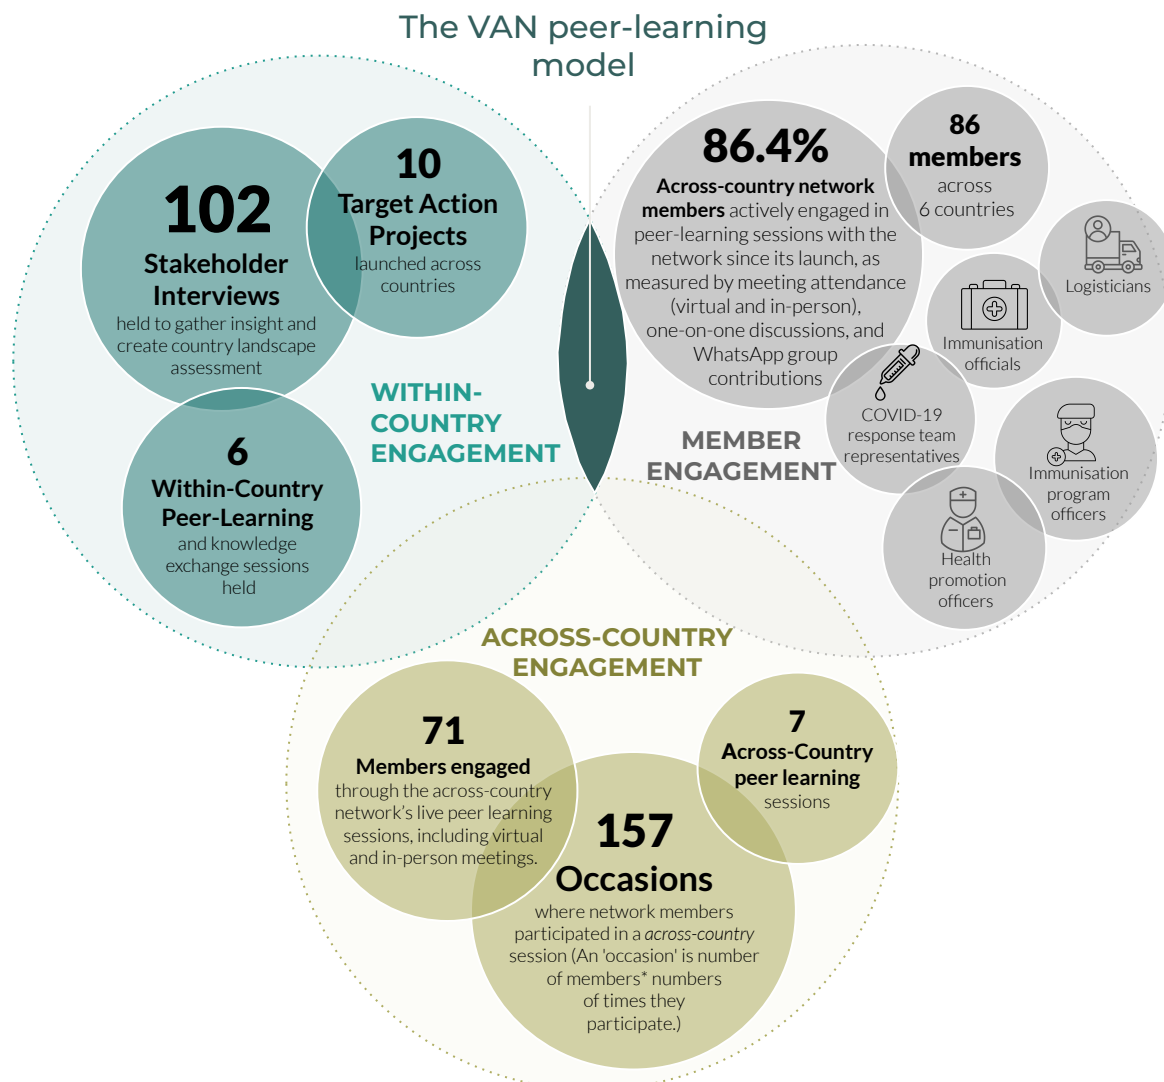 The VAN peer-learning
model
102
Stakeholder
Interviews
held to gather insight and
create country landscape
assessment
10
Target Action
Projects
launched across
countries
6
Within-Country
Peer-Learning
and knowledge
exchange sessions
held
WITHIN-
COUNTRY
ENGAGEMENT
86.4%
Across-country network
members actively engaged in
peer-learning sessions with the
network since its launch, as
measured by meeting attendance
(virtual and in-person),
one-on-one discussions, and
WhatsApp group
contributions
86
members
across
6 countries
Logisticians
Immunisation
officials
COVID-19
response team
representatives
Immunisation
program
officers
Health
promotion
officers
MEMBER
ENGAGEMENT
ACROSS-COUNTRY
ENGAGEMENT
71
Members engaged
through the across-country
network’s live peer learning
sessions, including virtual
and in-person meetings.
157
Occasions
where network members
participated in a across-country
session (An 'occasion' is number
of members* numbers
of times they
participate.)
7
Across-Country
peer learning
sessions